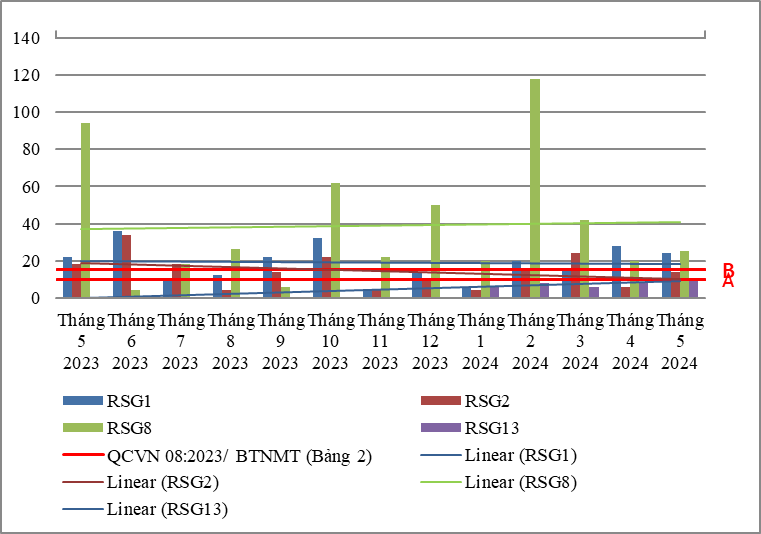 140
120
100
80
60
40
20
0
B
A
Tháng 5 2023
Tháng 6 2023
Tháng 7 2023
Tháng 8 2023
Tháng 9 2023
Tháng 10 2023
Tháng 11 2023
Tháng 12 2023
Tháng 1 2024
Tháng 2 2024
Tháng 3 2024
Tháng 4 2024
Tháng 5 2024
RSG1
RSG2
RSG8
RSG13
QCVN 08:2023/ BTNMT (Bảng 2)
Linear (RSG1)
Linear (RSG2)
Linear (RSG8)
Linear (RSG13)